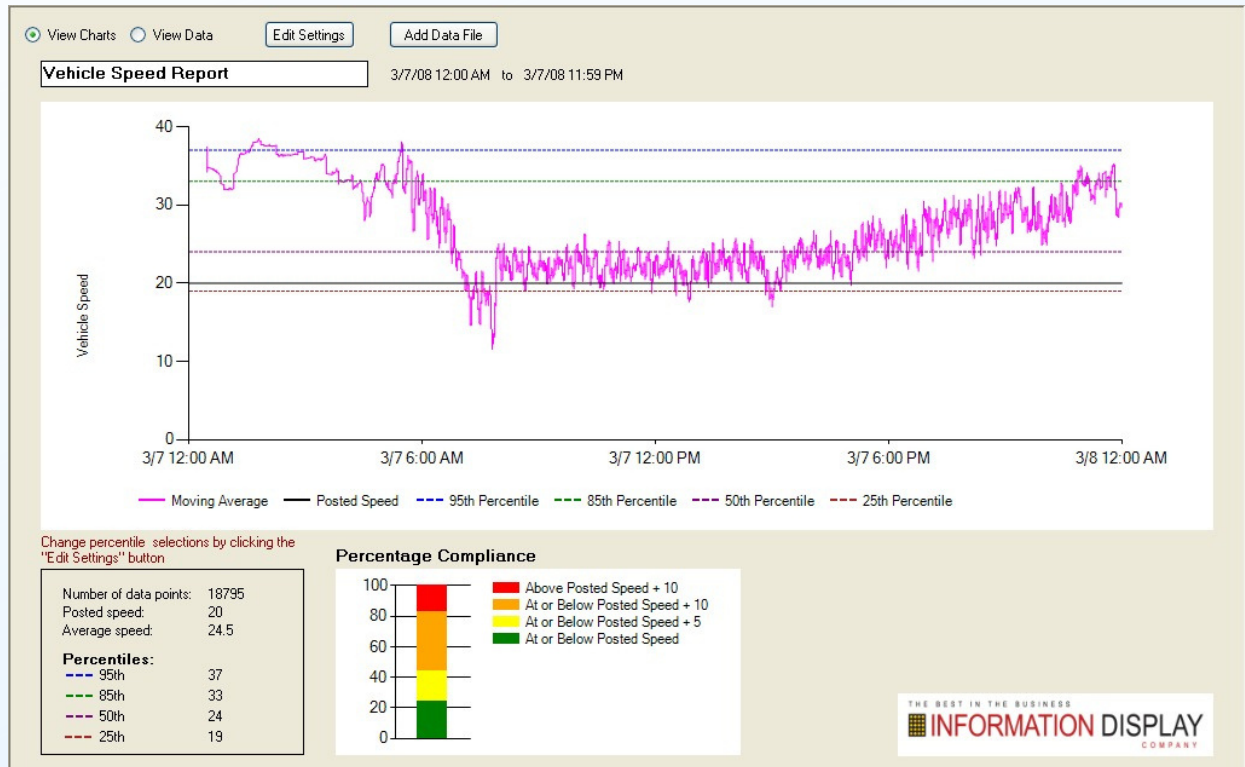 View Charts View Data Edit Settings Add Data File
Vehicle Speed Report 3/7/08 12:00 AM to 3/7/08 11:59 PM
40
30
20
10
0
Vehicle Speed
3/7 12:00 AM 3/7 6:00 AM 3/7 12:00 PM 3/7 6:00 PM 3/8 12:00 AM
Moving Average Posted Speed 95th Percentile 85th Percentile 50th Percentile 25th Percentile
Change percentile selections by clicking the
"Edit Settings" button
Number of data points: 18795
Posted speed: 20
Average speed: 24.5
Percentiles:
95th 37
85th 33
50th 24
25th 19
Percentage Compliance
100
80
60
40
20
0
Above Posted Speed + 10
At or Below Posted Speed + 10
At or Below Posted Speed + 5
At or Below Posted Speed
THE BEST IN THE BUSINESS
INFORMATION DISPLAY
COMPANY